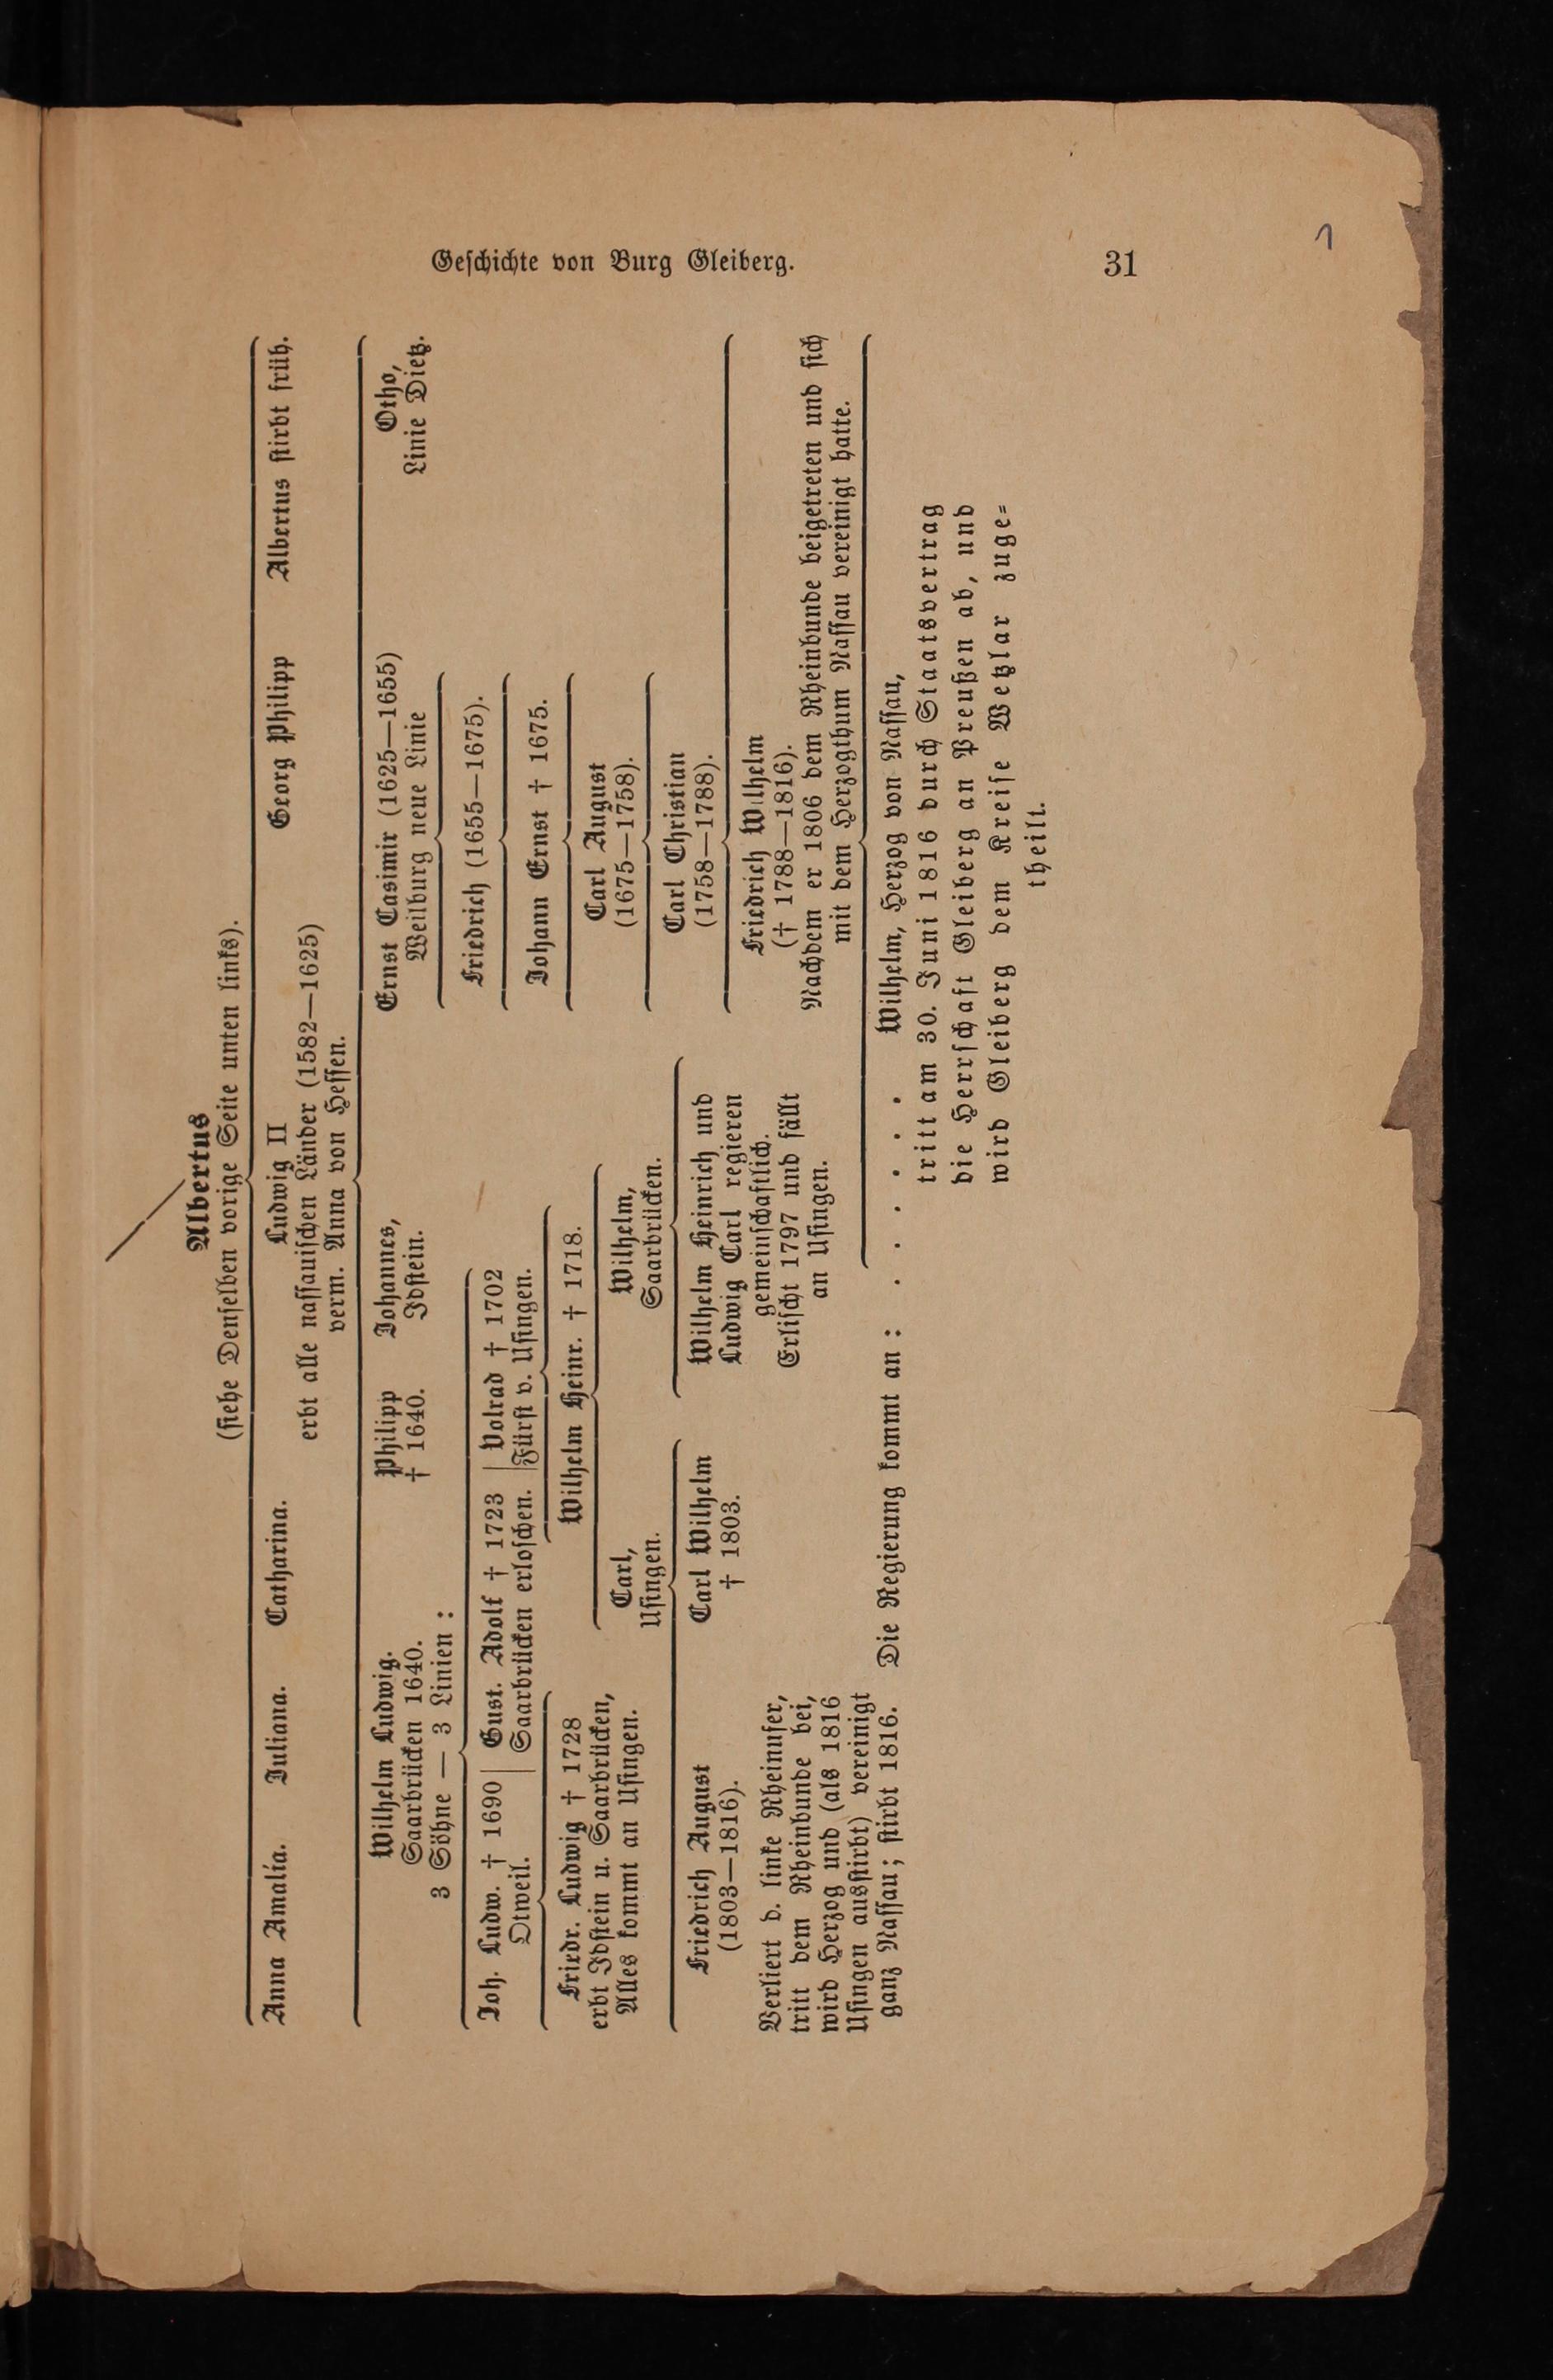 Geschichte von Burg Gleiberg.
31
1
Albertus
(siehe Denselben vorige Seite unten links).
Anna Amalia.
Juliana.
Catharina.
Ludwig II
erbt alle nassauischen Länder (1582—1625)
verm. Anna von Hessen.
Georg Philipp
Albertus stirbt früh.
Wilhelm Ludwig.
Saarbrücken 1640.
3 Söhne — 3 Linien :
Philipp
† 1640.
Johannes,
Idstein.
Ernst Casimir (1625—1655)
Weilburg neue Linie
Otho,
Linie Dietz.
Joh. Ludw. † 1690
Otweil.
Gust. Adolf † 1723
Saarbrücken erloschen.
Volrad † 1702
Fürst v. Usingen.
Friedrich (1655—1675).
Johann Ernst † 1675.
Friedr. Ludwig † 1728
erbt Idstein u. Saarbrücken,
Alles kommt an Usingen.
Wilhelm Heinr. † 1718.
Carl,
Usingen.
Wilhelm,
Saarbrücken.
Carl August
(1675—1758).
Carl Christian
(1758—1788).
Friedrich August
(1803—1816).
Verliert d. linke Rheinufer,
tritt dem Rheinbunde bei,
wird Herzog und (als 1816
Usingen ausstirbt) vereinigt
ganz Nassau; stirbt 1816.
Carl Wilhelm
† 1803.
Wilhelm Heinrich und
Ludwig Carl regieren
gemeinschaftlich.
Erlischt 1797 und fällt
an Usingen.
Friedrich Wilhelm
(† 1788—1816).
Nachdem er 1806 dem Rheinbunde beigetreten und sich
mit dem Herzogthum Nassau vereinigt hatte.
Die Regierung kommt an : . . . . . . Wilhelm, Herzog von Nassau,
tritt am 30. Juni 1816 durch Staatsvertrag
die Herrschaft Gleiberg an Preußen ab, und
wird Gleiberg dem Kreise Wetzlar zuge=
theilt.